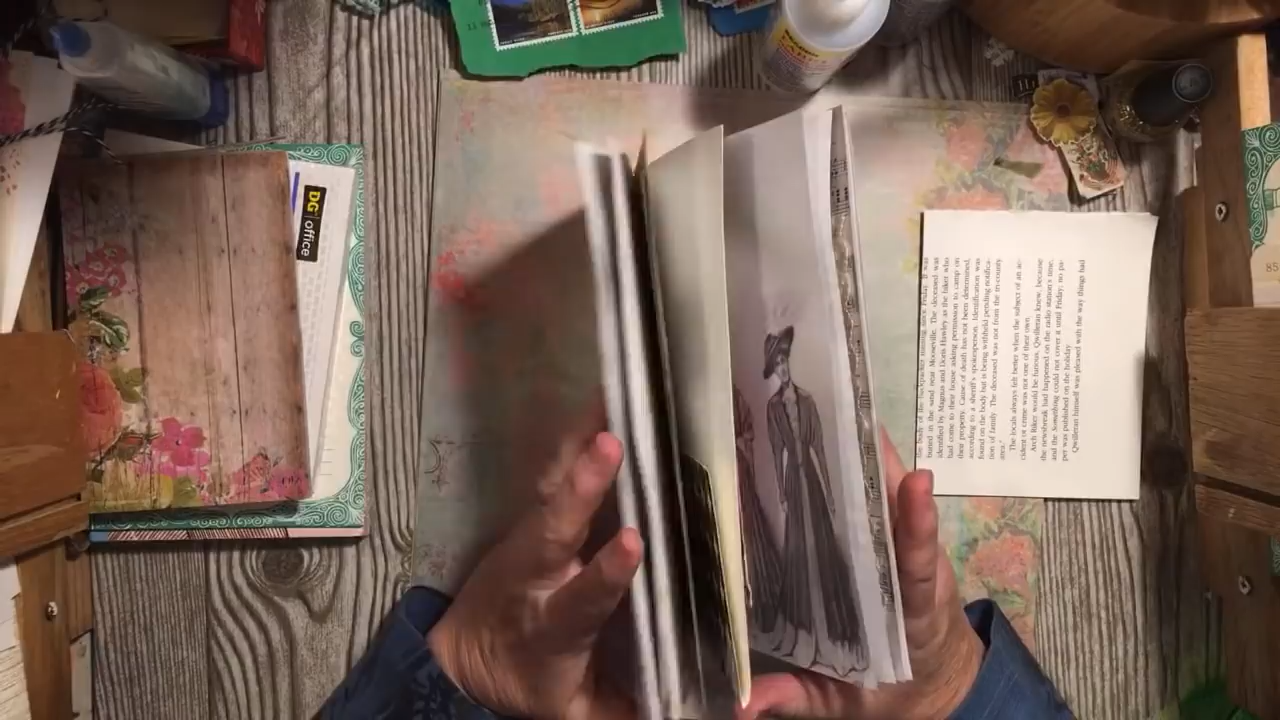 DG office
buried in the sand near Mooseville. The deceased was
identified by Magnus and Doris Hawley as the hiker who
had come to their house asking permission to camp on
their property. Cause of death has not been determined,
according to a sheriff's spokesperson. Identification was
found on the body but is being withheld pending notifica-
tion of family. The deceased was not from the tri-county
area."
The locals always felt better when the subject of an ac-
cident or crime was not one of their own.
Arch Riker would be furious, Qwilleran knew, because
the newsbreak had happened on the radio station's time,
and the Something could not cover it until Friday; no pa-
per was published on the holiday.
Qwilleran himself was pleased with the way things had
85